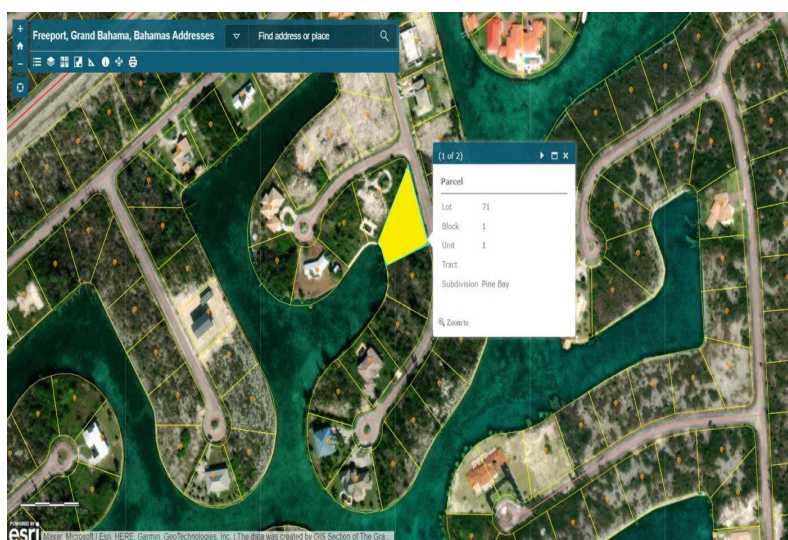 Freeport, Grand Bahama, Bahamas Addresses
Find address or place
(1 of 2)
Parcel
Lot 71
Block 1
Unit 1
Tract
Subdivision Pine Bay
Zoom to
POWERED BY
esri
Maxar, Microsoft | Esri, HERE, Garmin, GeoTechnologies, Inc. | The data was created by GIS Section of The Gra...